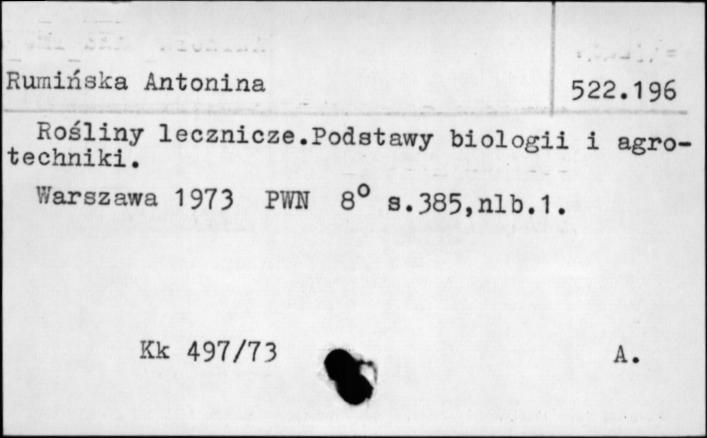 Rumińska Antonina
522.196
Rośliny lecznicze.Podstawy biologii i agro-
techniki.
Warszawa 1973 PWN 8° s.385,nlb.1.
Kk 497/73
A.